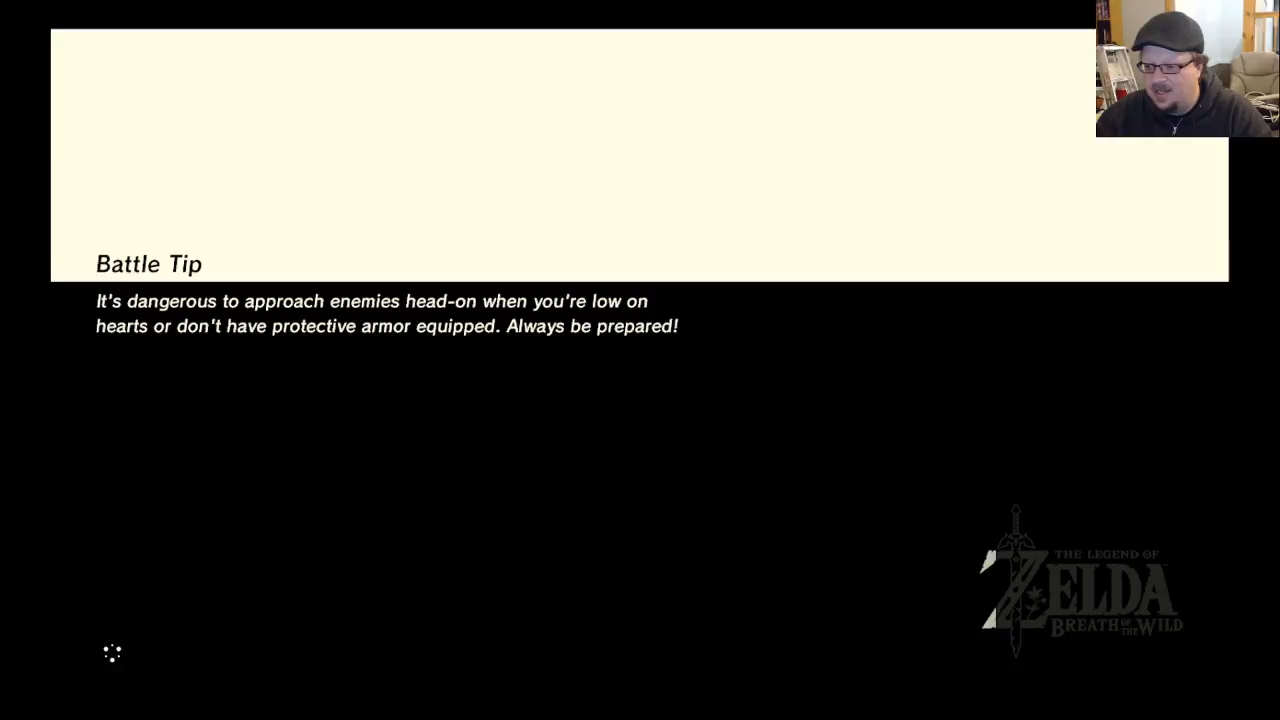 Battle Tip
It's dangerous to approach enemies head-on when you're low on
hearts or don't have protective armor equipped. Always be prepared!
THE LEGEND OF
ZELDA
BREATH OF THE WILD